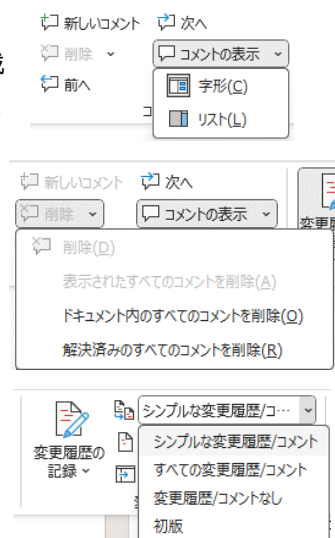 新しいコメント 次へ
削除 コメントの表示
前へ 字形(C)
コ リスト(L)
新しいコメント 次へ
削除 コメントの表示
変更
削除(D)
表示されたすべてのコメントを削除(A)
ドキュメント内のすべてのコメントを削除(O)
解決済みのすべてのコメントを削除(R)
シンプルな変更履歴/コ…
変更履歴の
記録
シンプルな変更履歴/コメント
すべての変更履歴/コメント
変更履歴/コメントなし
初版